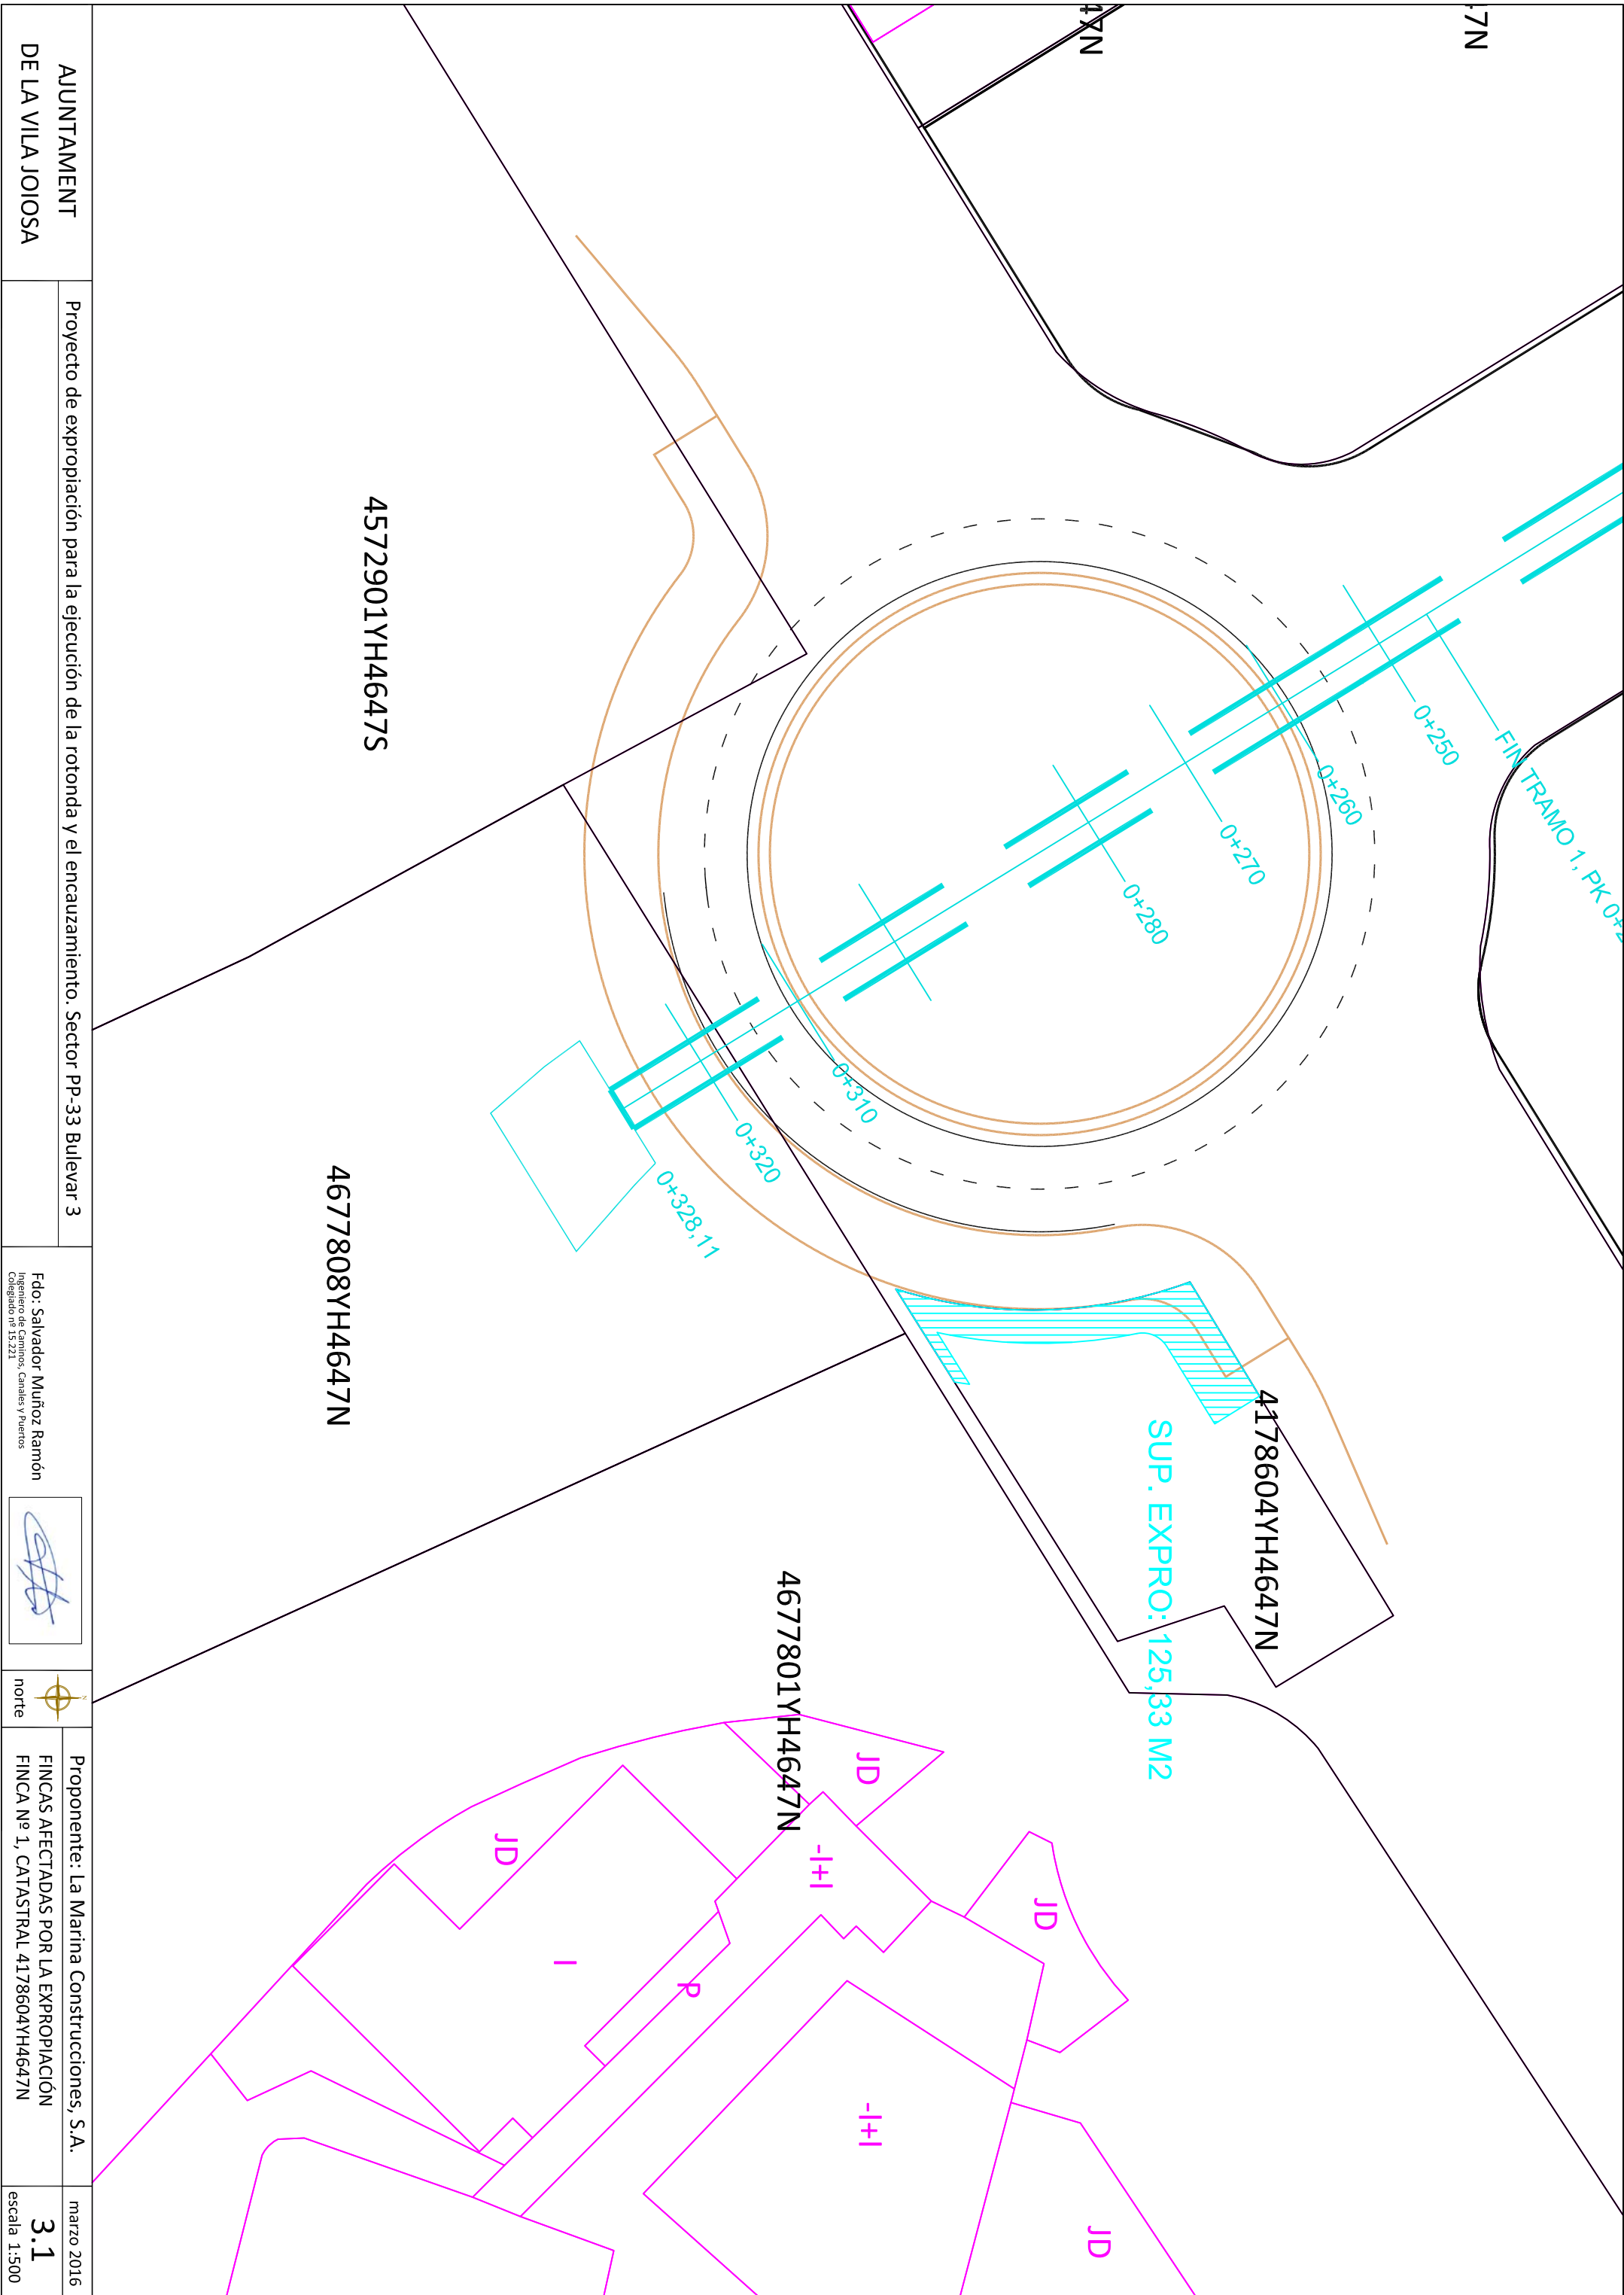 47N
47N
FIN TRAMO 1, PK 0+2
0+250
0+260
0+270
0+280
0+310
0+320
0+328,11
4572901YH4647S
4677808YH4647N
4178604YH4647N
SUP. EXPRO: 125,33 M2
4677801YH4647N
JD
JD
-I+I
JD
I
P
-I+I
JD
AJUNTAMENT
DE LA VILA JOIOSA
Proyecto de expropiación para la ejecución de la rotonda y el encauzamiento. Sector PP-33 Bulevar 3
Fdo: Salvador Muñoz Ramón
Ingeniero de Caminos, Canales y Puertos
Colegiado nº 15.221
N
norte
Proponente: La Marina Construcciones, S.A.
FINCAS AFECTADAS POR LA EXPROPIACIÓN
FINCA Nº 1, CATASTRAL 4178604YH4647N
marzo 2016
3.1
escala 1:500